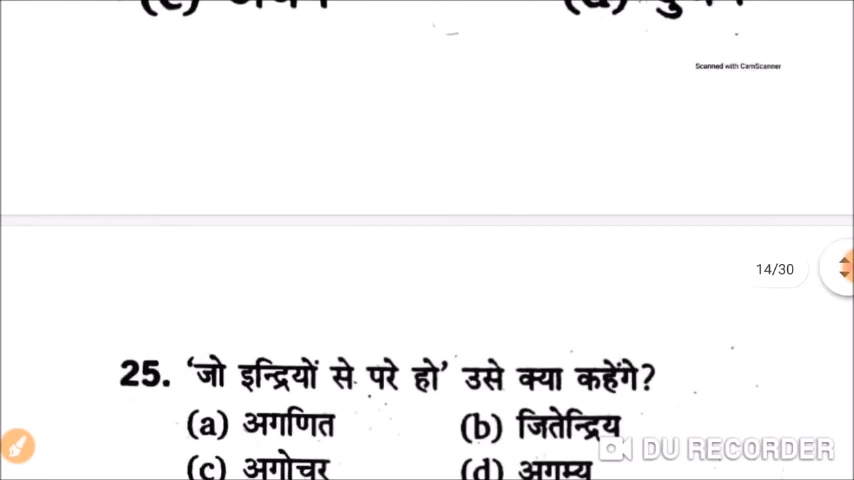 Scanned with CamScanner
14/30
25. ‘जो इन्द्रियों से परे हो’ उसे क्या कहेंगे?
(a) अगणित (b) जितेन्द्रिय
DU RECORDER
(c) अगोचर (d) अगम्य